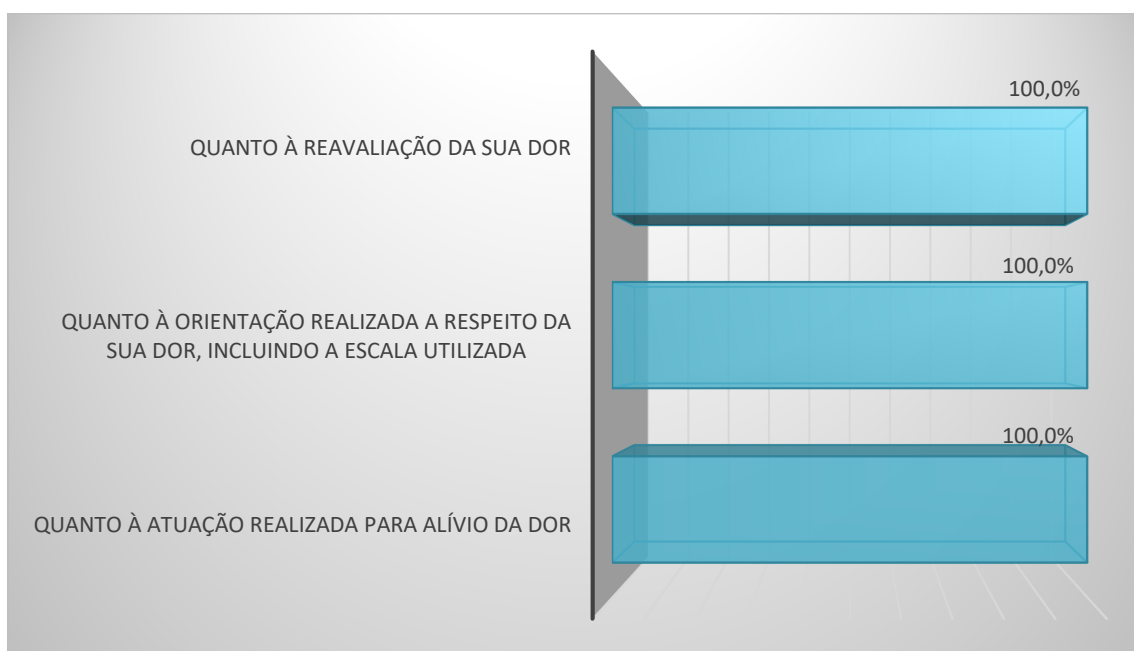 100,0%
QUANTO À REAVALIAÇÃO DA SUA DOR
100,0%
QUANTO À ORIENTAÇÃO REALIZADA A RESPEITO DA
SUA DOR, INCLUINDO A ESCALA UTILIZADA
100,0%
QUANTO À ATUAÇÃO REALIZADA PARA ALÍVIO DA DOR